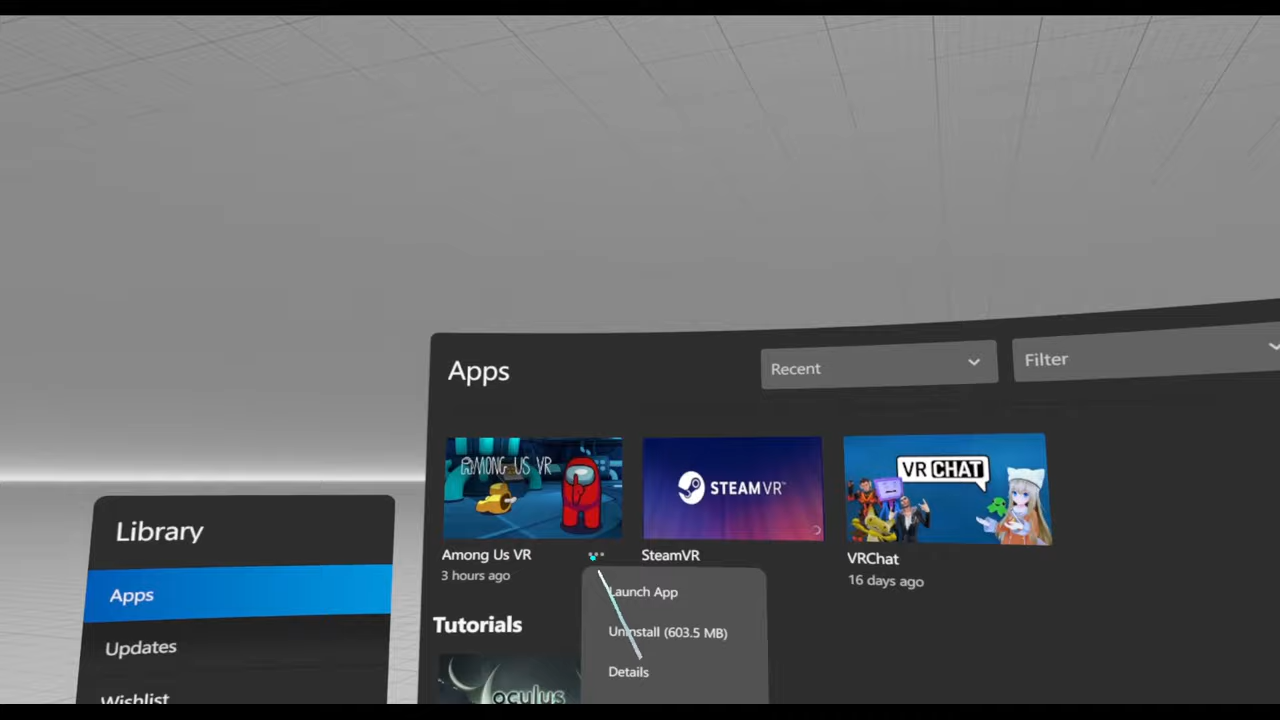 Apps
Recent
Filter
AMONG US VR
STEAMVR™
VR CHAT
Among Us VR
...
SteamVR
VRChat
3 hours ago
16 days ago
Library
Apps
Updates
Wishlist
Launch App
Uninstall (603.5 MB)
Details
Tutorials
oculus